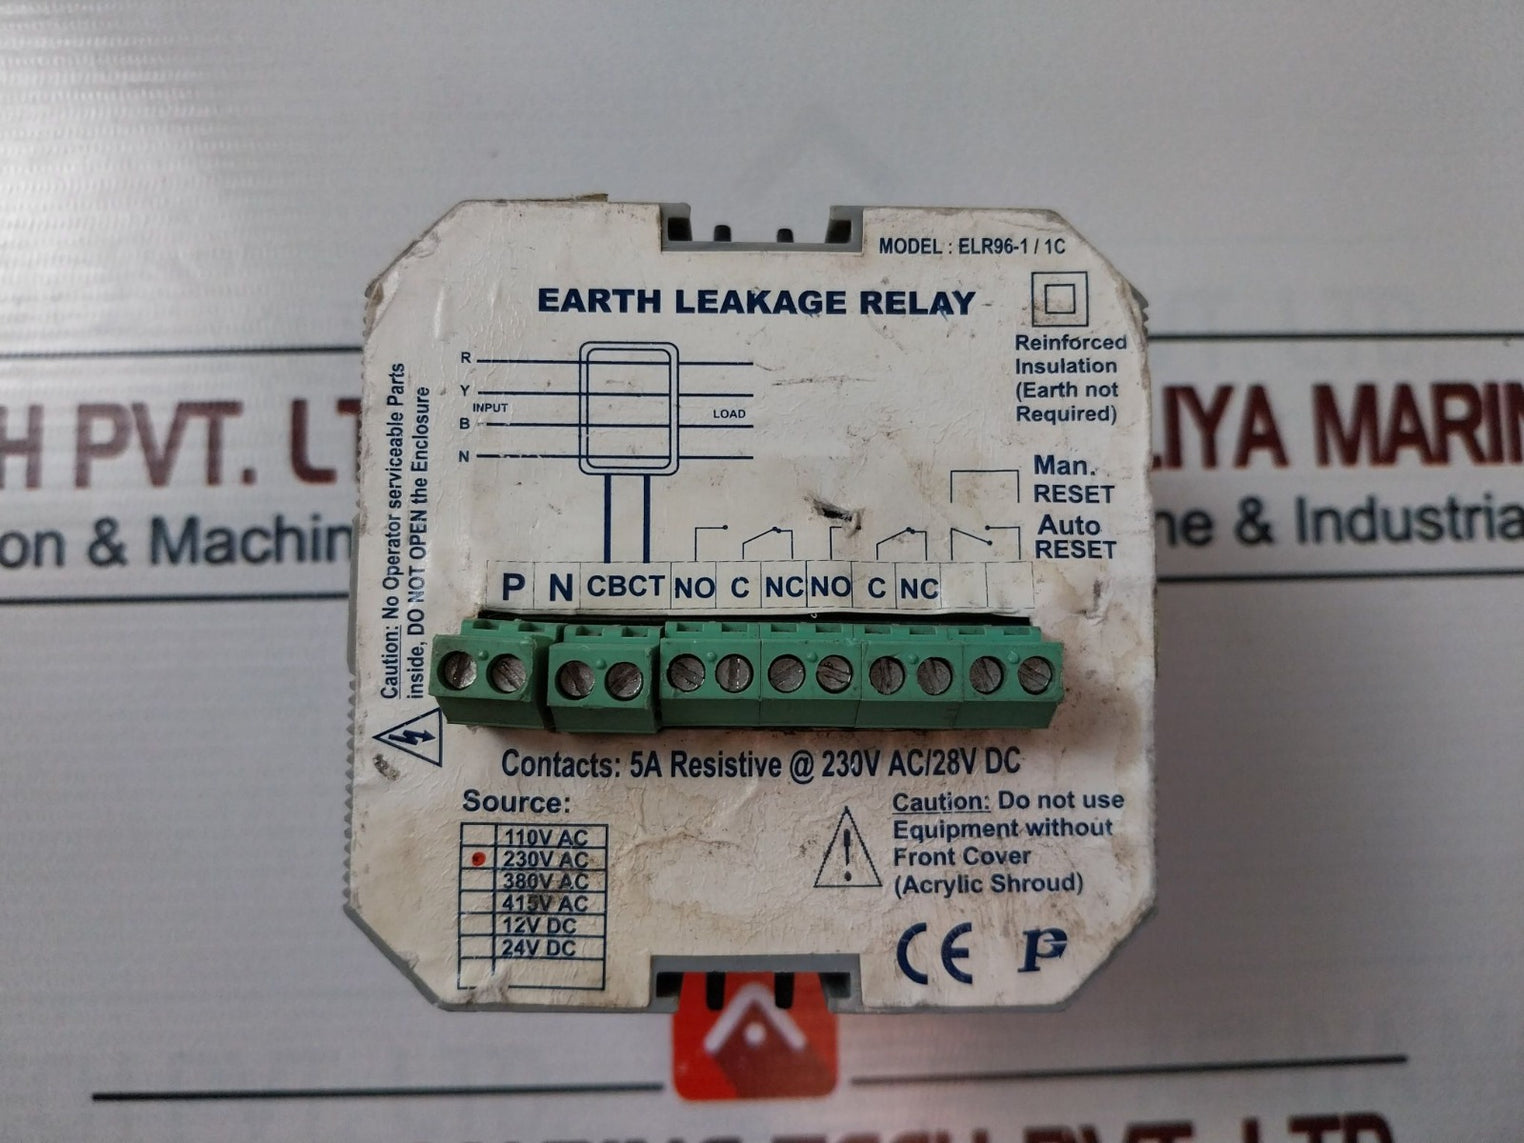 MODEL : ELR96-1 / 1C
EARTH LEAKAGE RELAY
Reinforced
Insulation
(Earth not
Required)
R
Y
INPUT
LOAD
B
N
Man.
RESET
Auto
RESET
P N CBCT NO C NC NO C NC
Caution: No Operator serviceable Parts
inside, DO NOT OPEN the Enclosure
Contacts: 5A Resistive @ 230V AC/28V DC
Source:
110V AC
230V AC
380V AC
415V AC
12V DC
24V DC
Caution: Do not use
Equipment without
Front Cover
(Acrylic Shroud)
CE
H PVT. LT
LIYA MARIN
on & Machin
ne & Industria